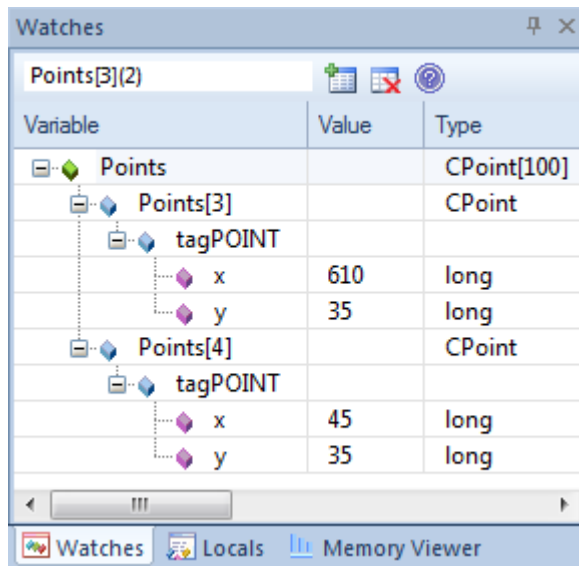 Watches
Points[3](2)
Variable Value Type
Points CPoint[100]
Points[3] CPoint
tagPOINT
x 610 long
y 35 long
Points[4] CPoint
tagPOINT
x 45 long
y 35 long
Watches Locals Memory Viewer